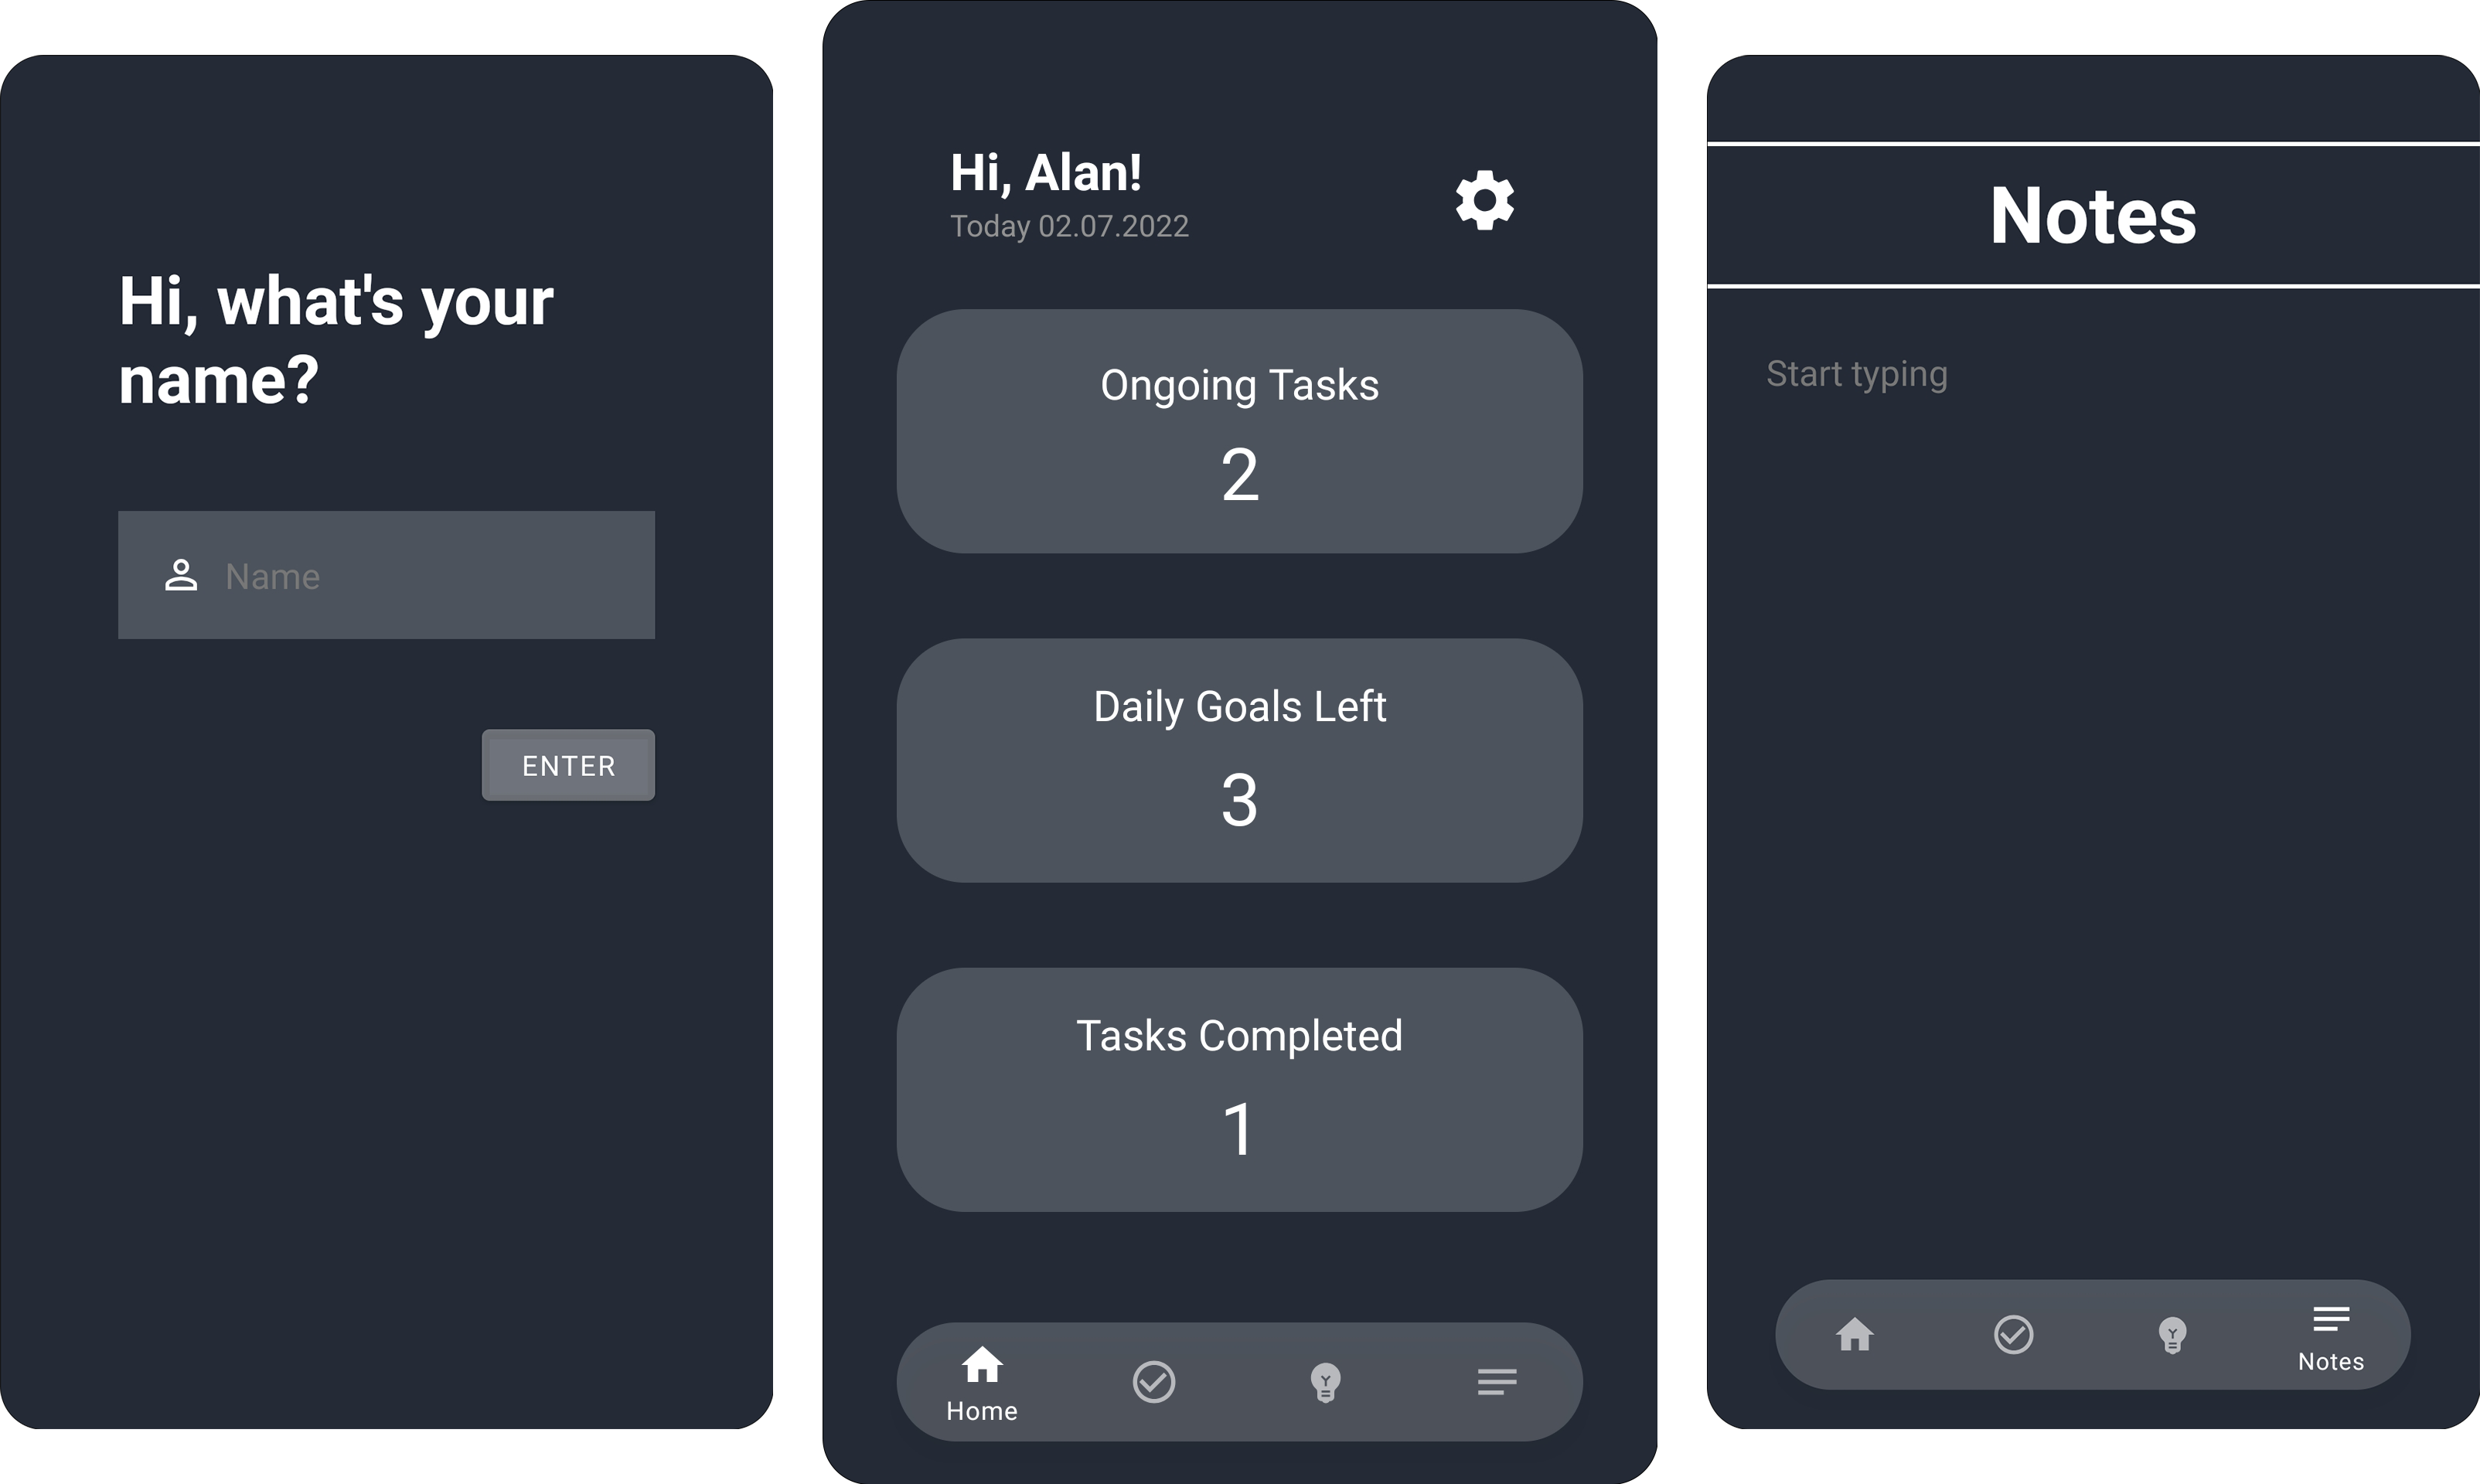 Hi, what's your
name?
Name
ENTER
Hi, Alan!
Today 02.07.2022
Ongoing Tasks
2
Daily Goals Left
3
Tasks Completed
1
Home
Notes
Start typing
Notes